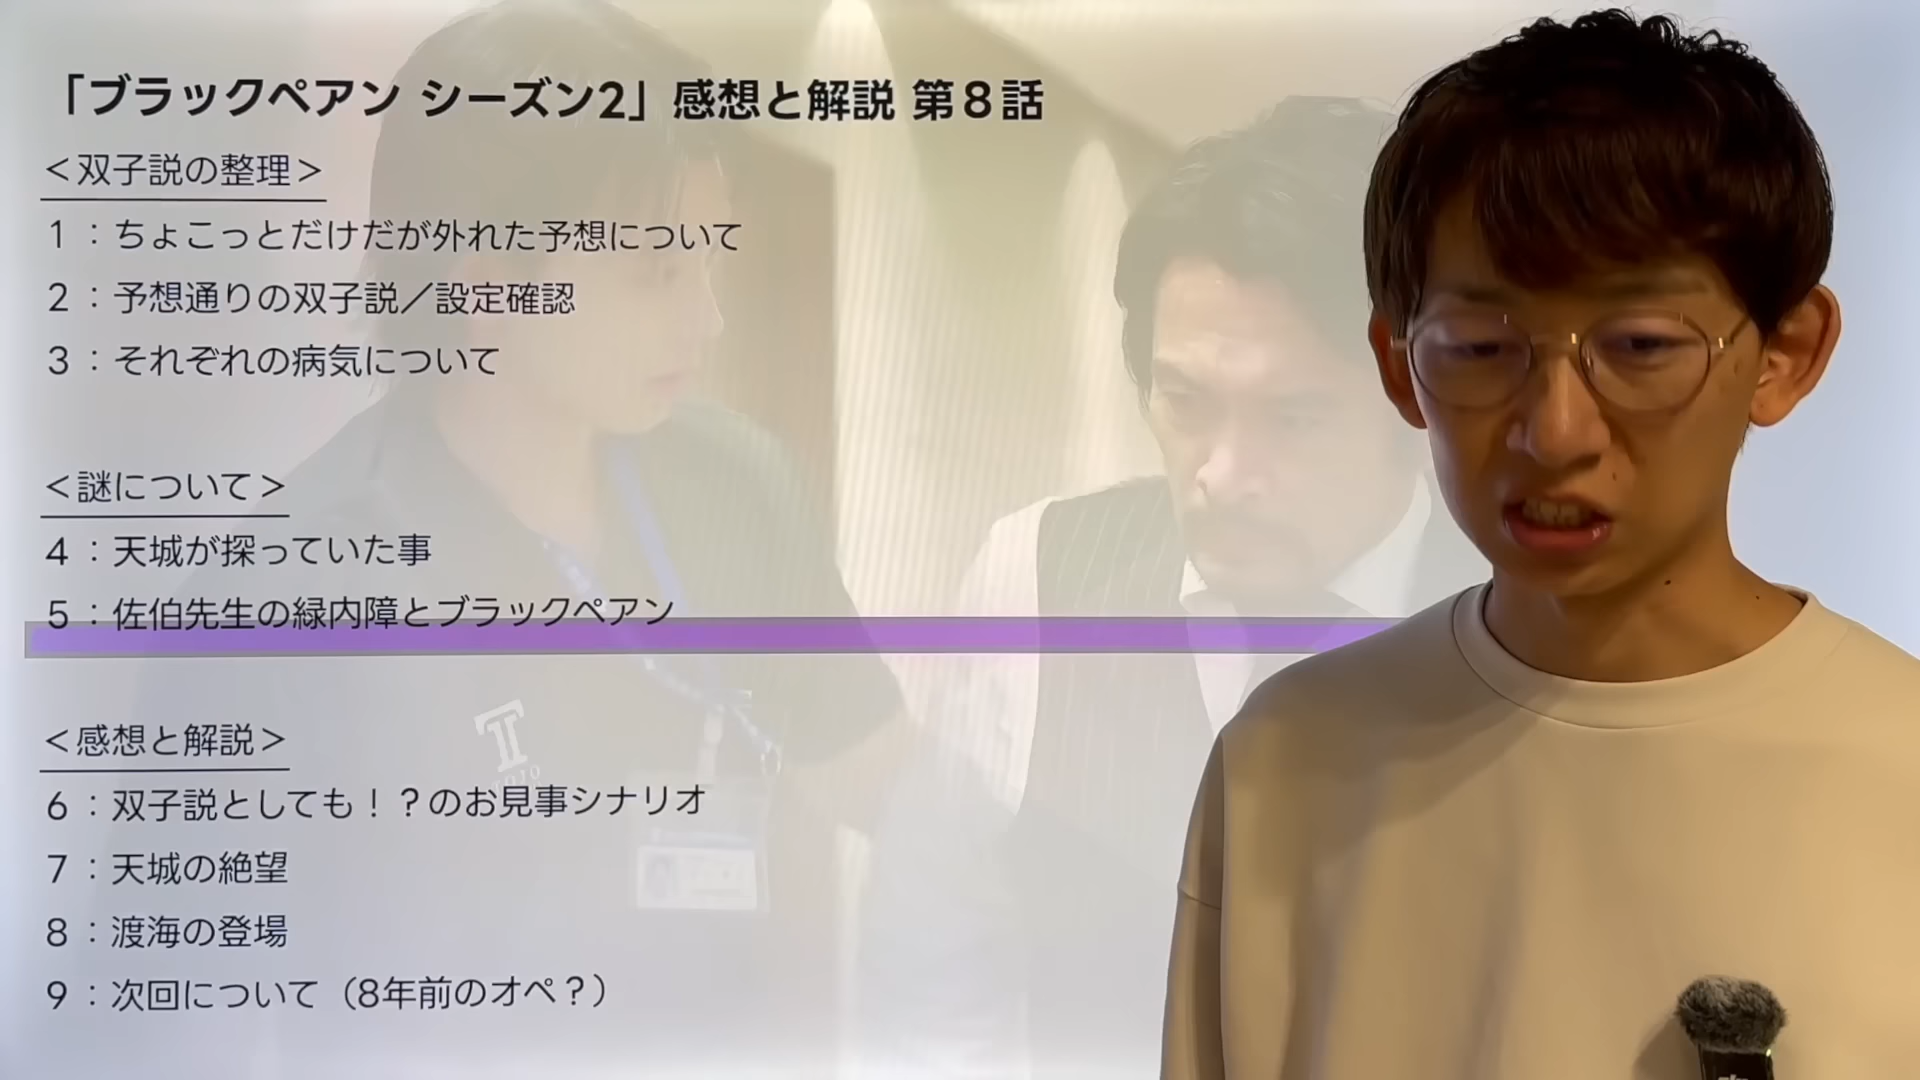 「ブラックペアン シーズン2」感想と解説 第８話
＜双子説の整理＞
1：ちょこっとだけだが外れた予想について
2：予想通りの双子説／設定確認
3：それぞれの病気について
＜謎について＞
4：天城が探っていた事
5：佐伯先生の緑内障とブラックペアン
＜感想と解説＞
6：双子説としても！？のお見事シナリオ
7：天城の絶望
8：渡海の登場
9：次回について（8年前のオペ？）